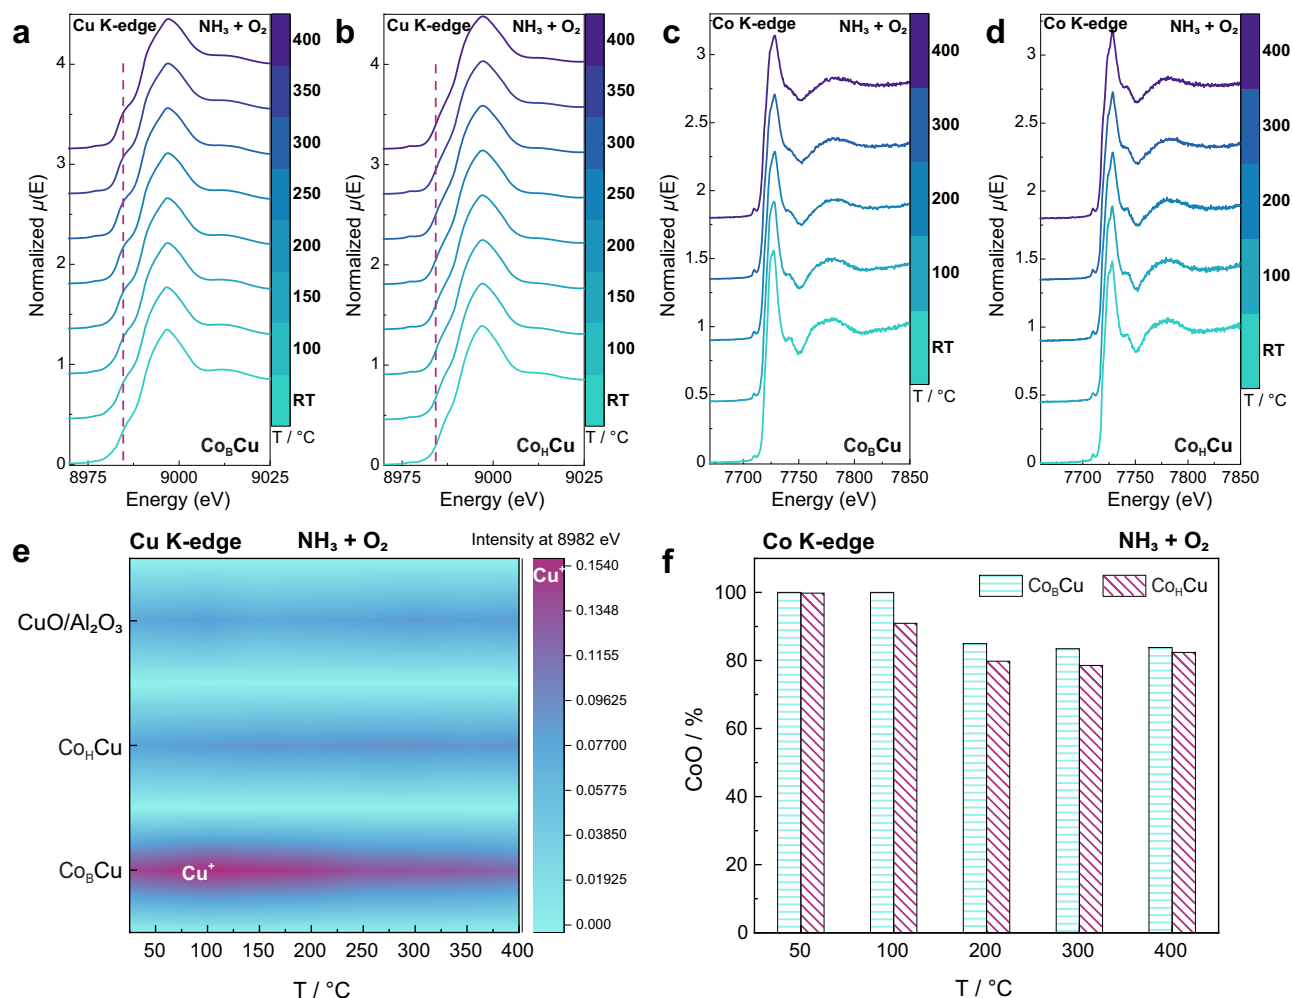 a
Cu K-edge
NH₃ + O₂
Normalized μ(E)
4
3
2
1
0
8975
9000
9025
Energy (eV)
CoBCu
400
350
300
250
200
150
100
RT
T / °C
b
Cu K-edge
NH₃ + O₂
Normalized μ(E)
4
3
2
1
0
8975
9000
9025
Energy (eV)
CoHCu
400
350
300
250
200
150
100
RT
T / °C
c
Co K-edge
NH₃ + O₂
Normalized μ(E)
3
2.5
2
1.5
1
0.5
0
7700
7750
7800
7850
Energy (eV)
CoBCu
400
300
200
100
RT
T / °C
d
Co K-edge
NH₃ + O₂
Normalized μ(E)
3
2.5
2
1.5
1
0.5
0
7700
7750
7800
7850
Energy (eV)
CoHCu
400
300
200
100
RT
T / °C
e
Cu K-edge
NH₃ + O₂
Intensity at 8982 eV
CuO/Al₂O₃
CoHCu
CoBCu
Cu⁺
50
100
150
200
250
300
350
400
T / °C
Cu⁺
0.1540
0.1348
0.1155
0.09625
0.07700
0.05775
0.03850
0.01925
0.000
f
Co K-edge
NH₃ + O₂
CoBCu
CoHCu
CoO / %
100
80
60
40
20
0
50
100
200
300
400
T / °C